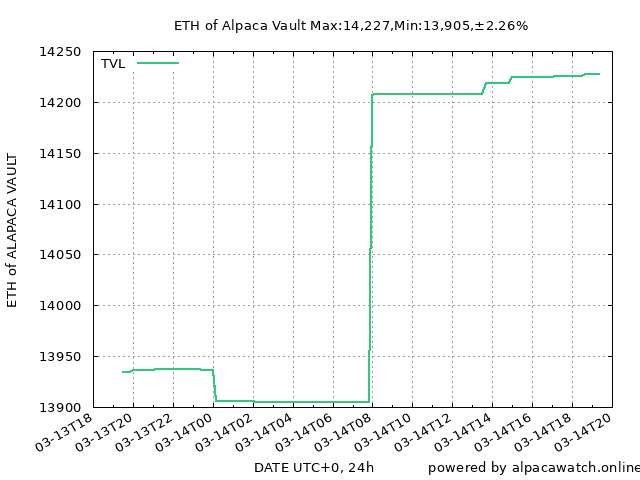 ETH of Alpaca Vault Max:14,227,Min:13,905,±2.26%
TVL
14250
14200
14150
14100
14050
14000
13950
13900
ETH of ALAPACA VAULT
03-13T18
03-13T20
03-13T22
03-14T00
03-14T02
03-14T04
03-14T06
03-14T08
03-14T10
03-14T12
03-14T14
03-14T16
03-14T18
03-14T20
DATE UTC+0, 24h
powered by alpacawatch.online